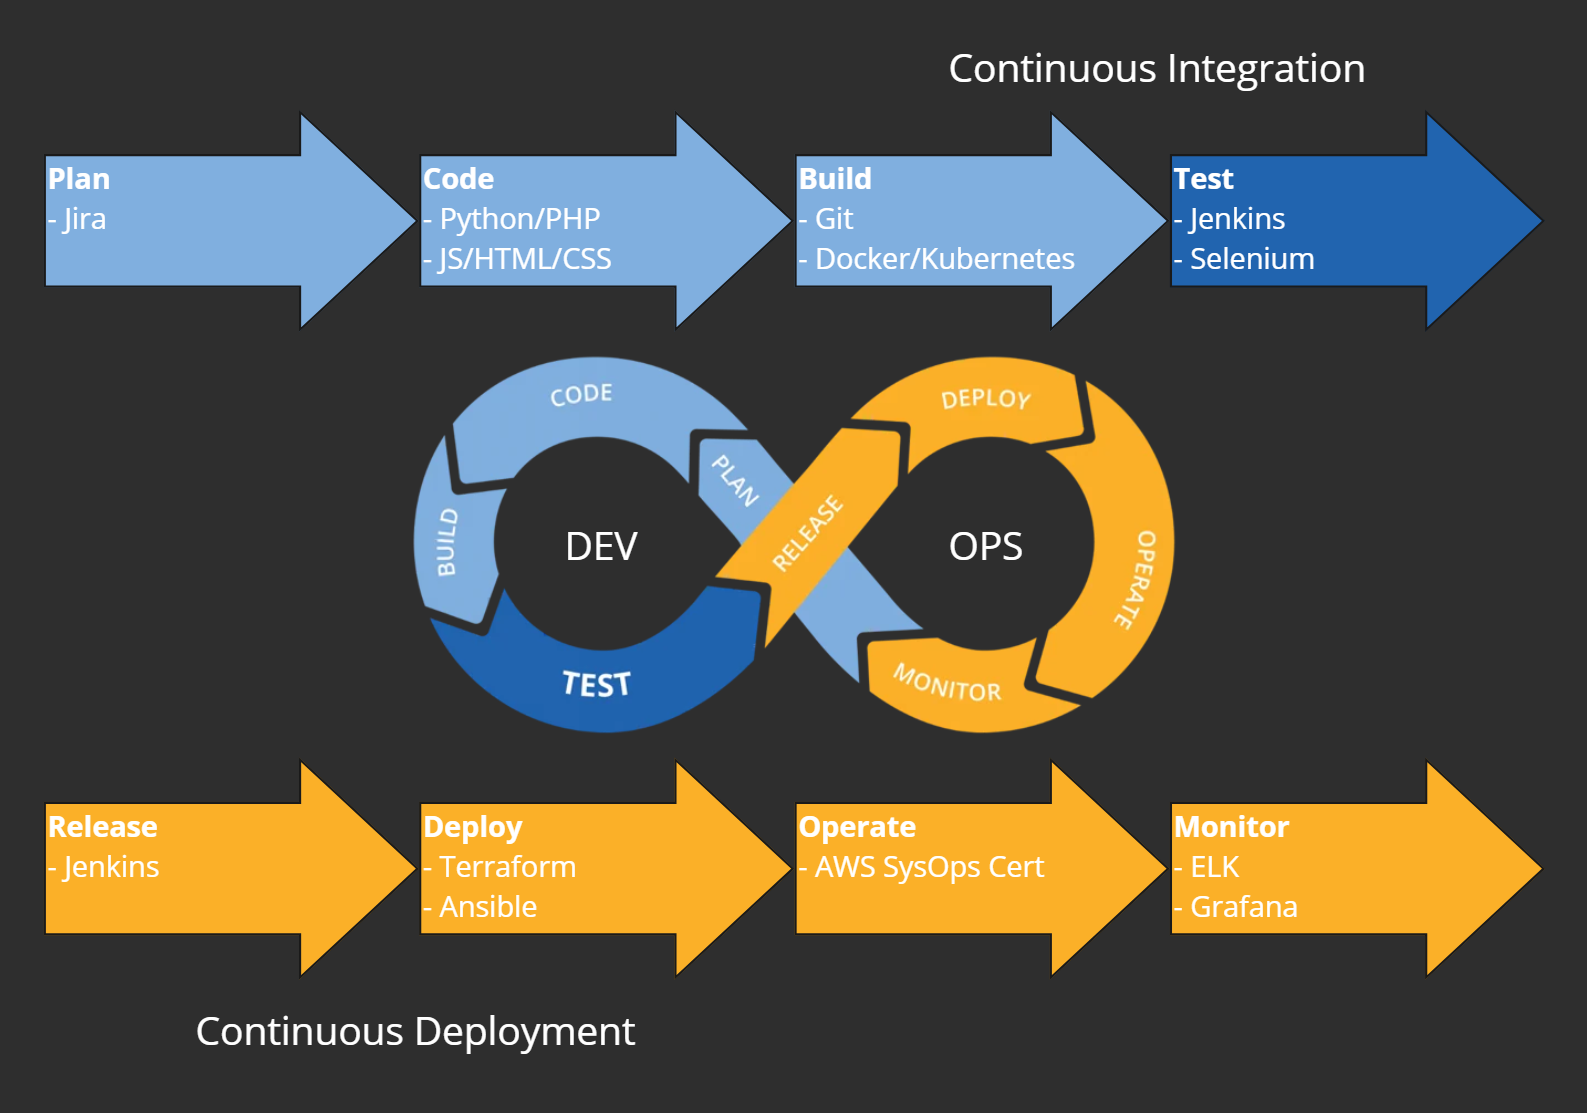 Continuous Integration
Plan
- Jira
Code
- Python/PHP
- JS/HTML/CSS
Build
- Git
- Docker/Kubernetes
Test
- Jenkins
- Selenium
CODE
PLAN
BUILD
TEST
DEV
RELEASE
DEPLOY
OPS
OPERATE
MONITOR
Release
- Jenkins
Deploy
- Terraform
- Ansible
Operate
- AWS SysOps Cert
Monitor
- ELK
- Grafana
Continuous Deployment